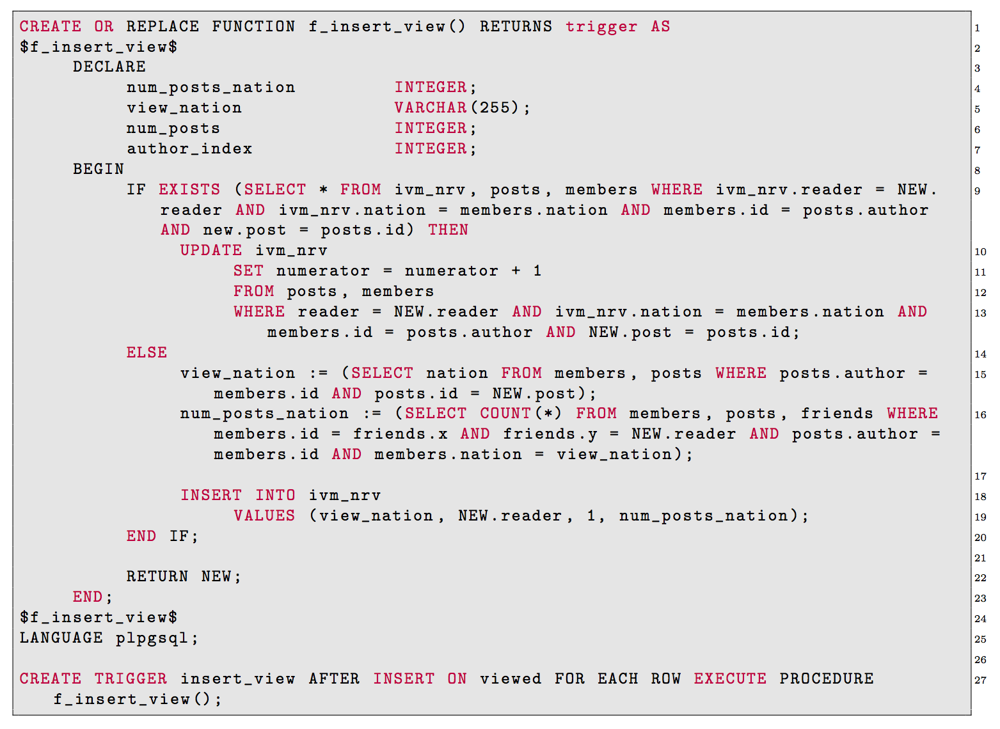 CREATE OR REPLACE FUNCTION f_insert_view() RETURNS trigger AS 1
$f_insert_view$ 2
DECLARE 3
num_posts_nation INTEGER; 4
view_nation VARCHAR(255); 5
num_posts INTEGER; 6
author_index INTEGER; 7
BEGIN 8
IF EXISTS (SELECT * FROM ivm_nrv, posts, members WHERE ivm_nrv.reader = NEW. 9
reader AND ivm_nrv.nation = members.nation AND members.id = posts.author
AND new.post = posts.id) THEN
UPDATE ivm_nrv 10
SET numerator = numerator + 1 11
FROM posts, members 12
WHERE reader = NEW.reader AND ivm_nrv.nation = members.nation AND 13
members.id = posts.author AND NEW.post = posts.id;
ELSE 14
view_nation := (SELECT nation FROM members, posts WHERE posts.author = 15
members.id AND posts.id = NEW.post);
num_posts_nation := (SELECT COUNT(*) FROM members, posts, friends WHERE 16
members.id = friends.x AND friends.y = NEW.reader AND posts.author =
members.id AND members.nation = view_nation);
17
INSERT INTO ivm_nrv 18
VALUES (view_nation, NEW.reader, 1, num_posts_nation); 19
END IF; 20
21
RETURN NEW; 22
END; 23
$f_insert_view$ 24
LANGUAGE plpgsql; 25
26
CREATE TRIGGER insert_view AFTER INSERT ON viewed FOR EACH ROW EXECUTE PROCEDURE 27
f_insert_view();